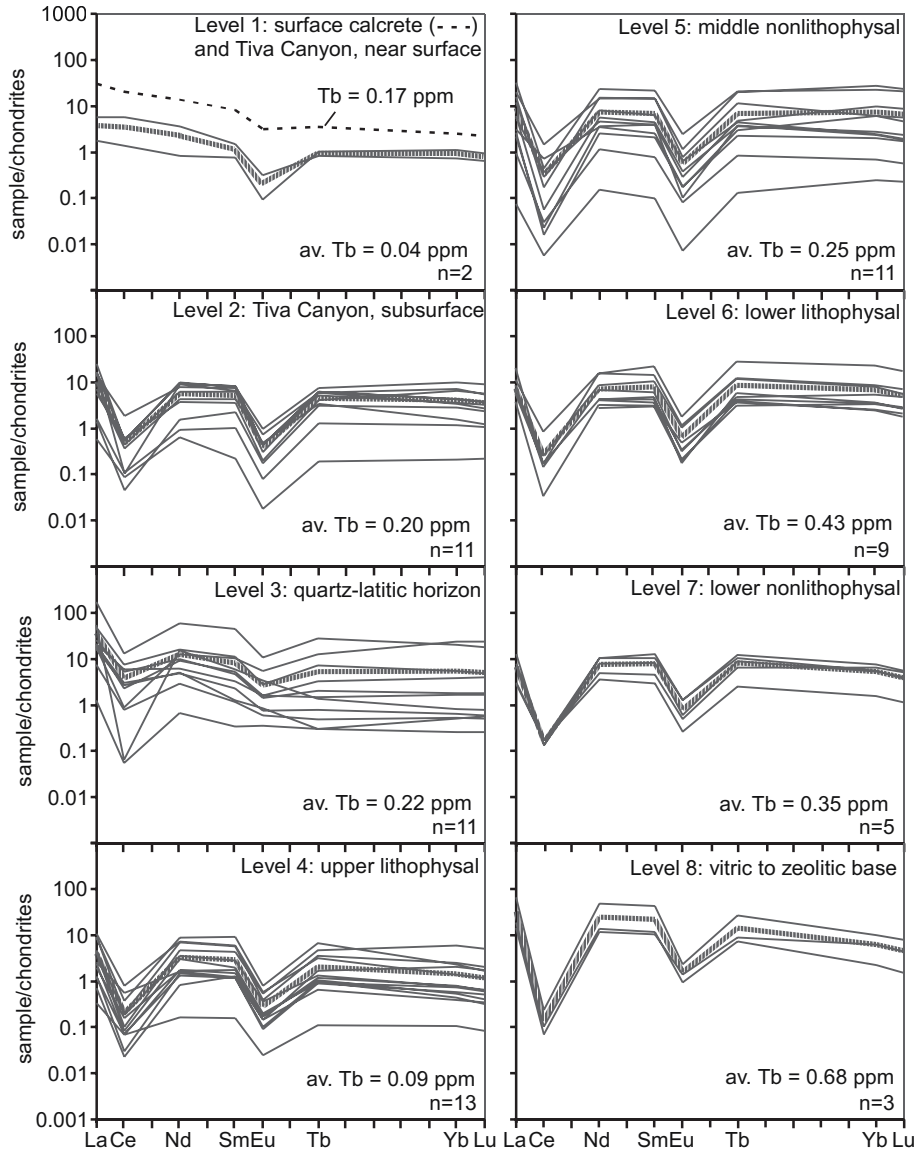 1000
100
10
1
0.1
0.01
sample/chondrites
Level 1: surface calcrete (- - -)
and Tiva Canyon, near surface
Tb = 0.17 ppm
av. Tb = 0.04 ppm
n=2
Level 5: middle nonlithophysal
av. Tb = 0.25 ppm
n=11
100
10
1
0.1
0.01
sample/chondrites
Level 2: Tiva Canyon, subsurface
av. Tb = 0.20 ppm
n=11
Level 6: lower lithophysal
av. Tb = 0.43 ppm
n=9
100
10
1
0.1
0.01
sample/chondrites
Level 3: quartz-latitic horizon
av. Tb = 0.22 ppm
n=11
Level 7: lower nonlithophysal
av. Tb = 0.35 ppm
n=5
100
10
1
0.1
0.01
0.001
sample/chondrites
Level 4: upper lithophysal
av. Tb = 0.09 ppm
n=13
Level 8: vitric to zeolitic base
av. Tb = 0.68 ppm
n=3
La Ce Nd Sm Eu Tb Yb Lu
La Ce Nd Sm Eu Tb Yb Lu